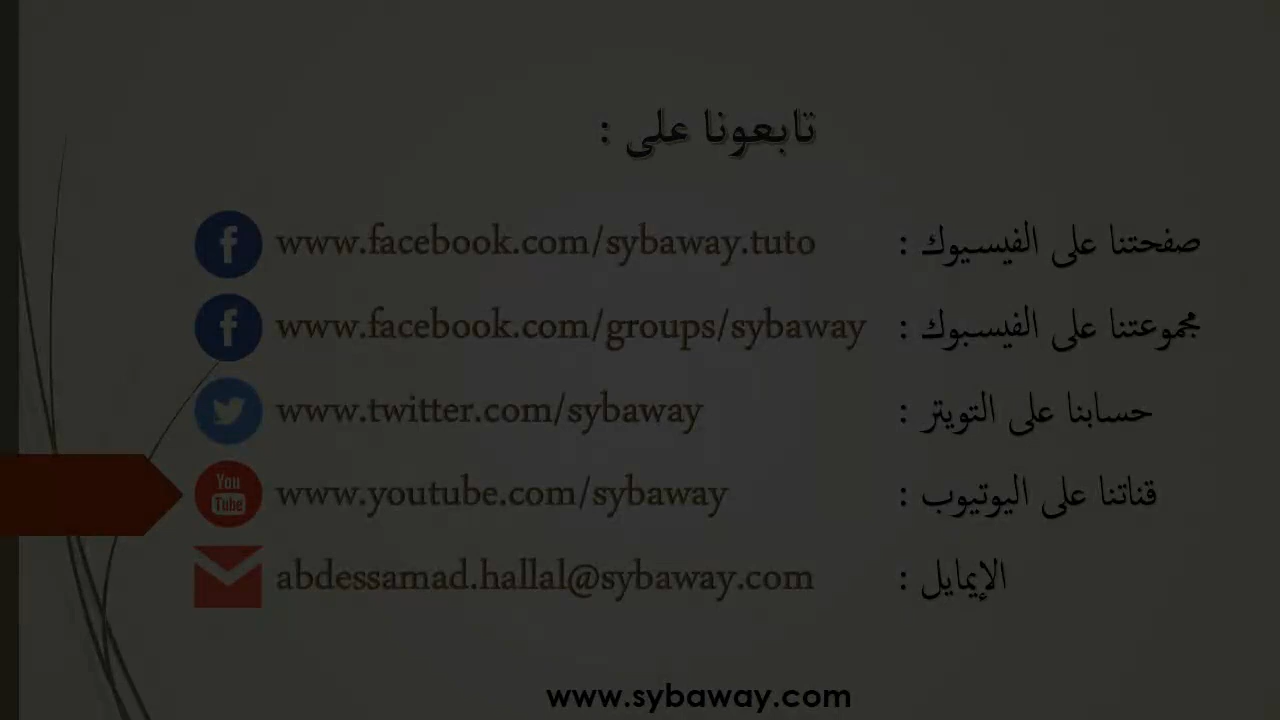 تابعونا على :
صفحتنا على الفيسبوك : www.facebook.com/sybaway.tuto
مجموعتنا على الفيسبوك : www.facebook.com/groups/sybaway
حسابنا على التويتر : www.twitter.com/sybaway
قناتنا على اليوتيوب : You Tube www.youtube.com/sybaway
الإيمايل : abdessamad.hallal@sybaway.com
www.sybaway.com